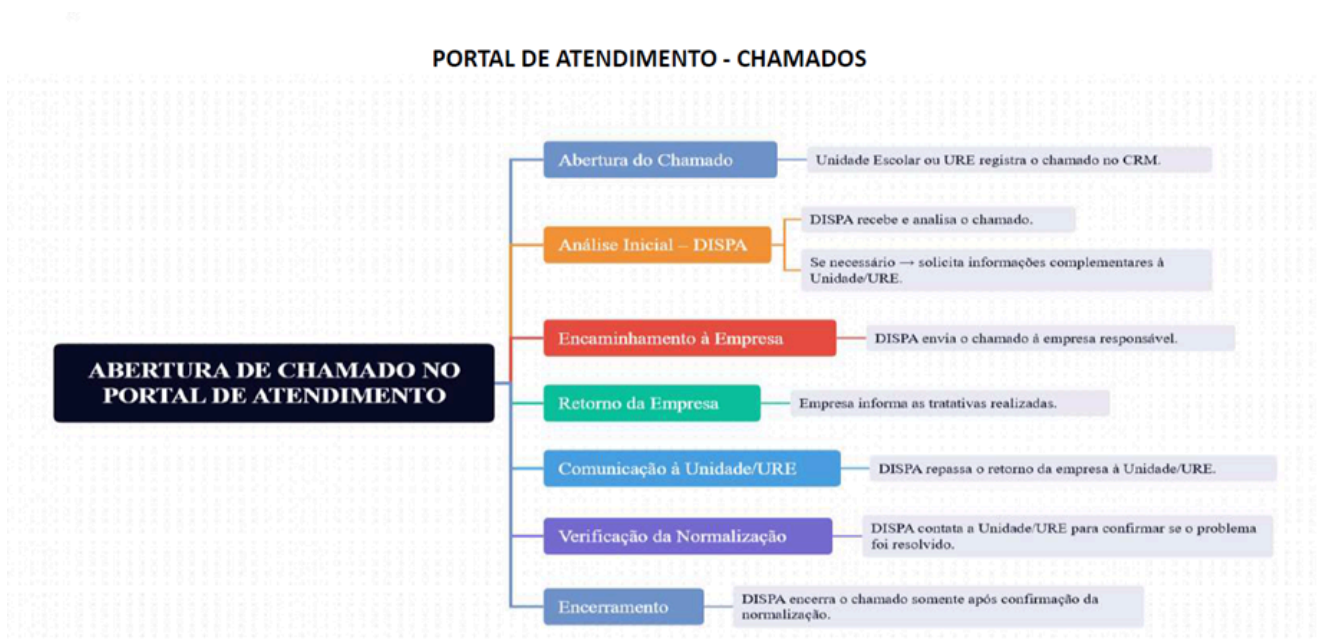 PORTAL DE ATENDIMENTO - CHAMADOS
ABERTURA DE CHAMADO NO
PORTAL DE ATENDIMENTO
Abertura do Chamado
Unidade Escolar ou URE registra o chamado no CRM.
Análise Inicial – DISPA
DISPA recebe e analisa o chamado.
Se necessário → solicita informações complementares à
Unidade/URE.
Encaminhamento à Empresa
DISPA envia o chamado à empresa responsável.
Retorno da Empresa
Empresa informa as tratativas realizadas.
Comunicação à Unidade/URE
DISPA repassa o retorno da empresa à Unidade/URE.
Verificação da Normalização
DISPA contata a Unidade/URE para confirmar se o problema
foi resolvido.
Encerramento
DISPA encerra o chamado somente após confirmação da
normalização.